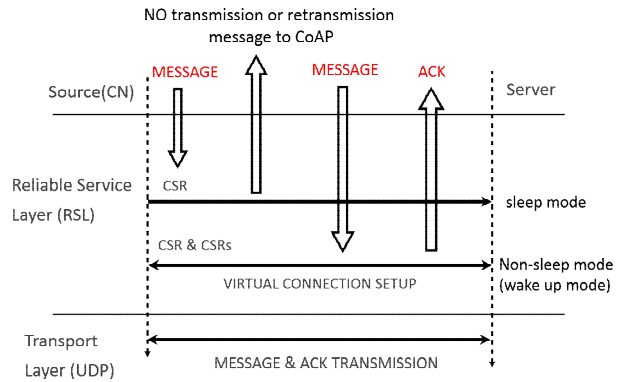 NO transmission or retransmission
message to CoAP
MESSAGE
MESSAGE
ACK
Source(CN)
Server
Reliable Service
Layer (RSL)
CSR
sleep mode
CSR & CSRs
Non-sleep mode
(wake up mode)
VIRTUAL CONNECTION SETUP
Transport
Layer (UDP)
MESSAGE & ACK TRANSMISSION